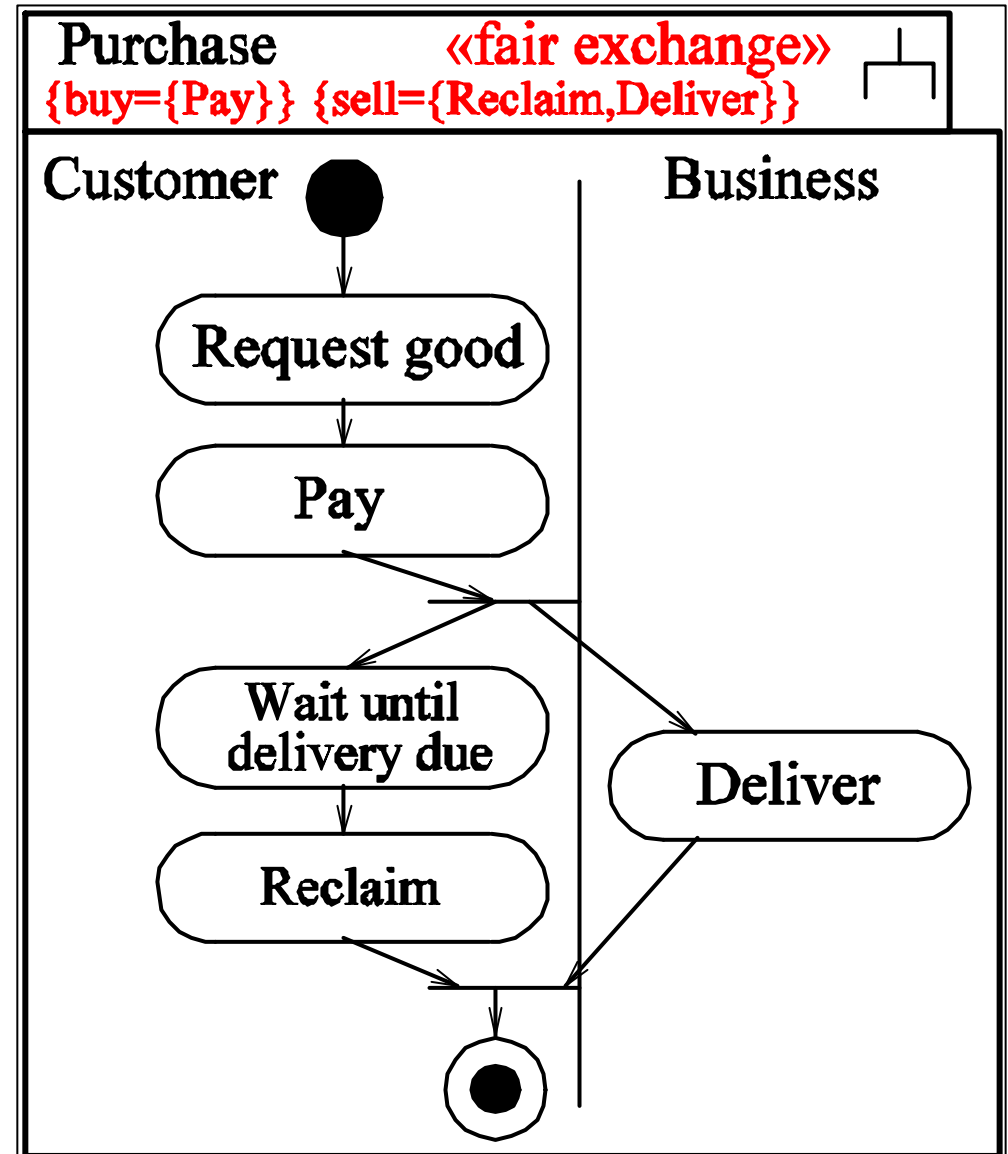 Purchase «fair exchange»
{buy={Pay}} {sell={Reclaim,Deliver}}
Customer
Business
Request good
Pay
Wait until
delivery due
Deliver
Reclaim